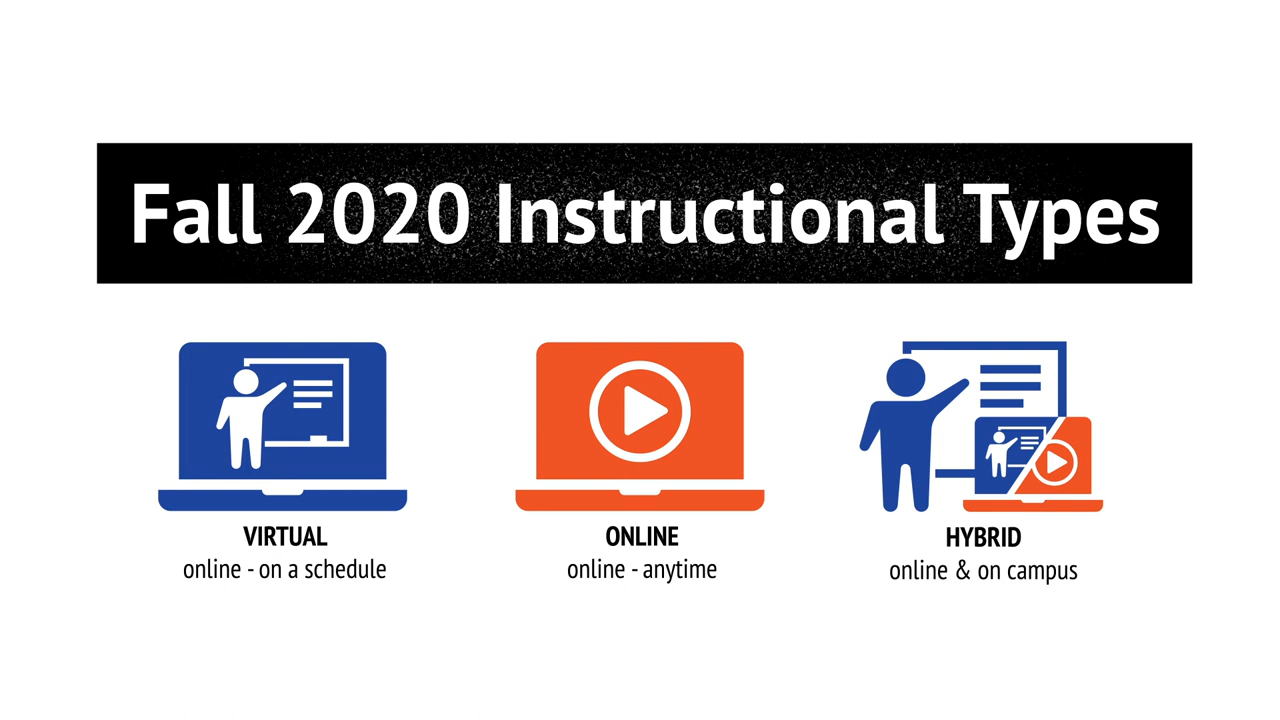 Fall 2020 Instructional Types
VIRTUAL
online - on a schedule
ONLINE
online - anytime
HYBRID
online & on campus